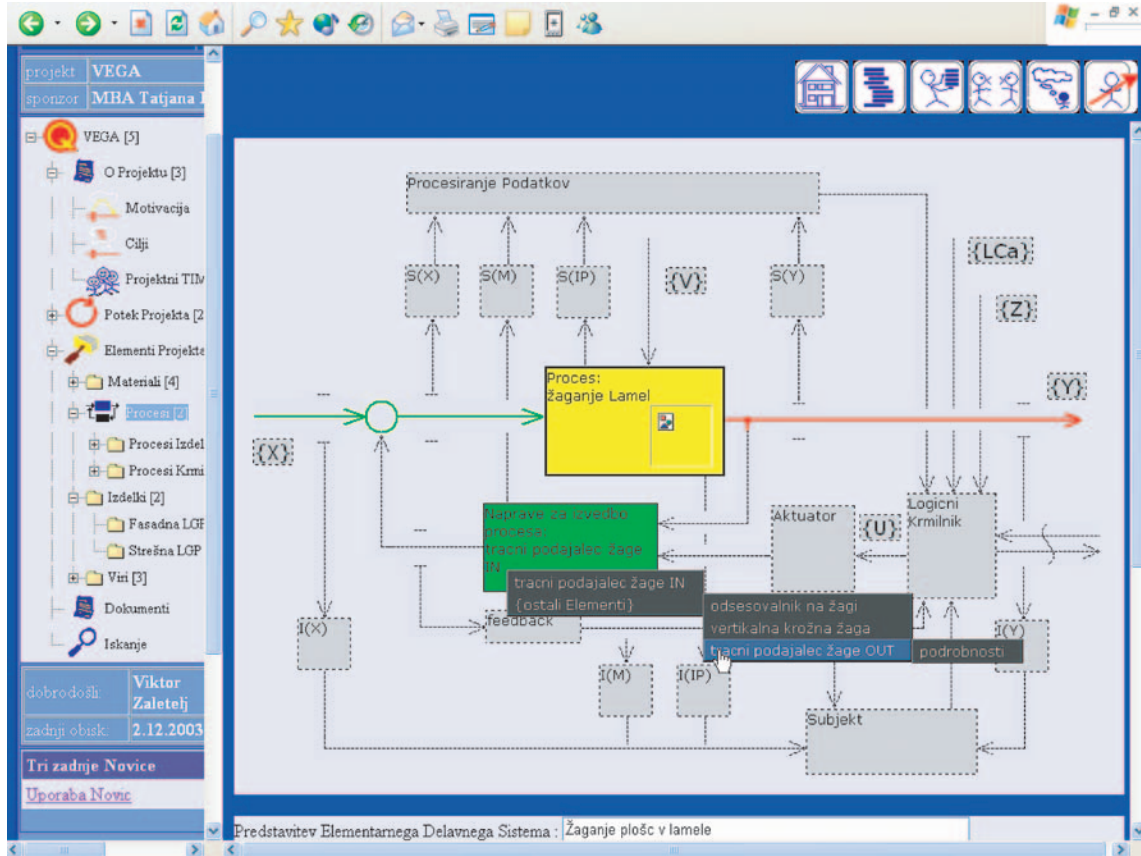 projekt VEGA
sponzor MBA Tatjana
VEGA [5]
O Projektu [3]
Motivacija
Cilji
Projektni TIM
Potek Projekta [2
Elementi Projekta
Materiali [4]
Procesi [2]
Procesi Izdel
Procesi Krmi
Izdelki [2]
Fasadna LGP
Strešna LGP
Viri [3]
Dokumenti
Iskanje
dobrodošli: Viktor
Zaletelj
zadnji obisk: 2.12.2003
Tri zadnje Novice
Uporaba Novic
Procesiranje Podatkov
{LCa}
S(X)
S(M)
S(IP)
{V}
S(Y)
{Z}
Proces:
žaganje Lamel
{Y}
{X}
Naprave za izvedbo
procesa:
tracni podajalec žage
IN
Aktuator
{U}
Logicni
Krmilnik
tracni podajalec žage IN
{ostali Elementi}
odsesovalnik na žagi
vertikalna krožna žaga
tracni podajalec žage OUT
podrobnosti
feedback
I(X)
I(Y)
I(M)
I(IP)
Subjekt
Predstavitev Elementarnega Delavnega Sistema : Žaganje plošc v lamele